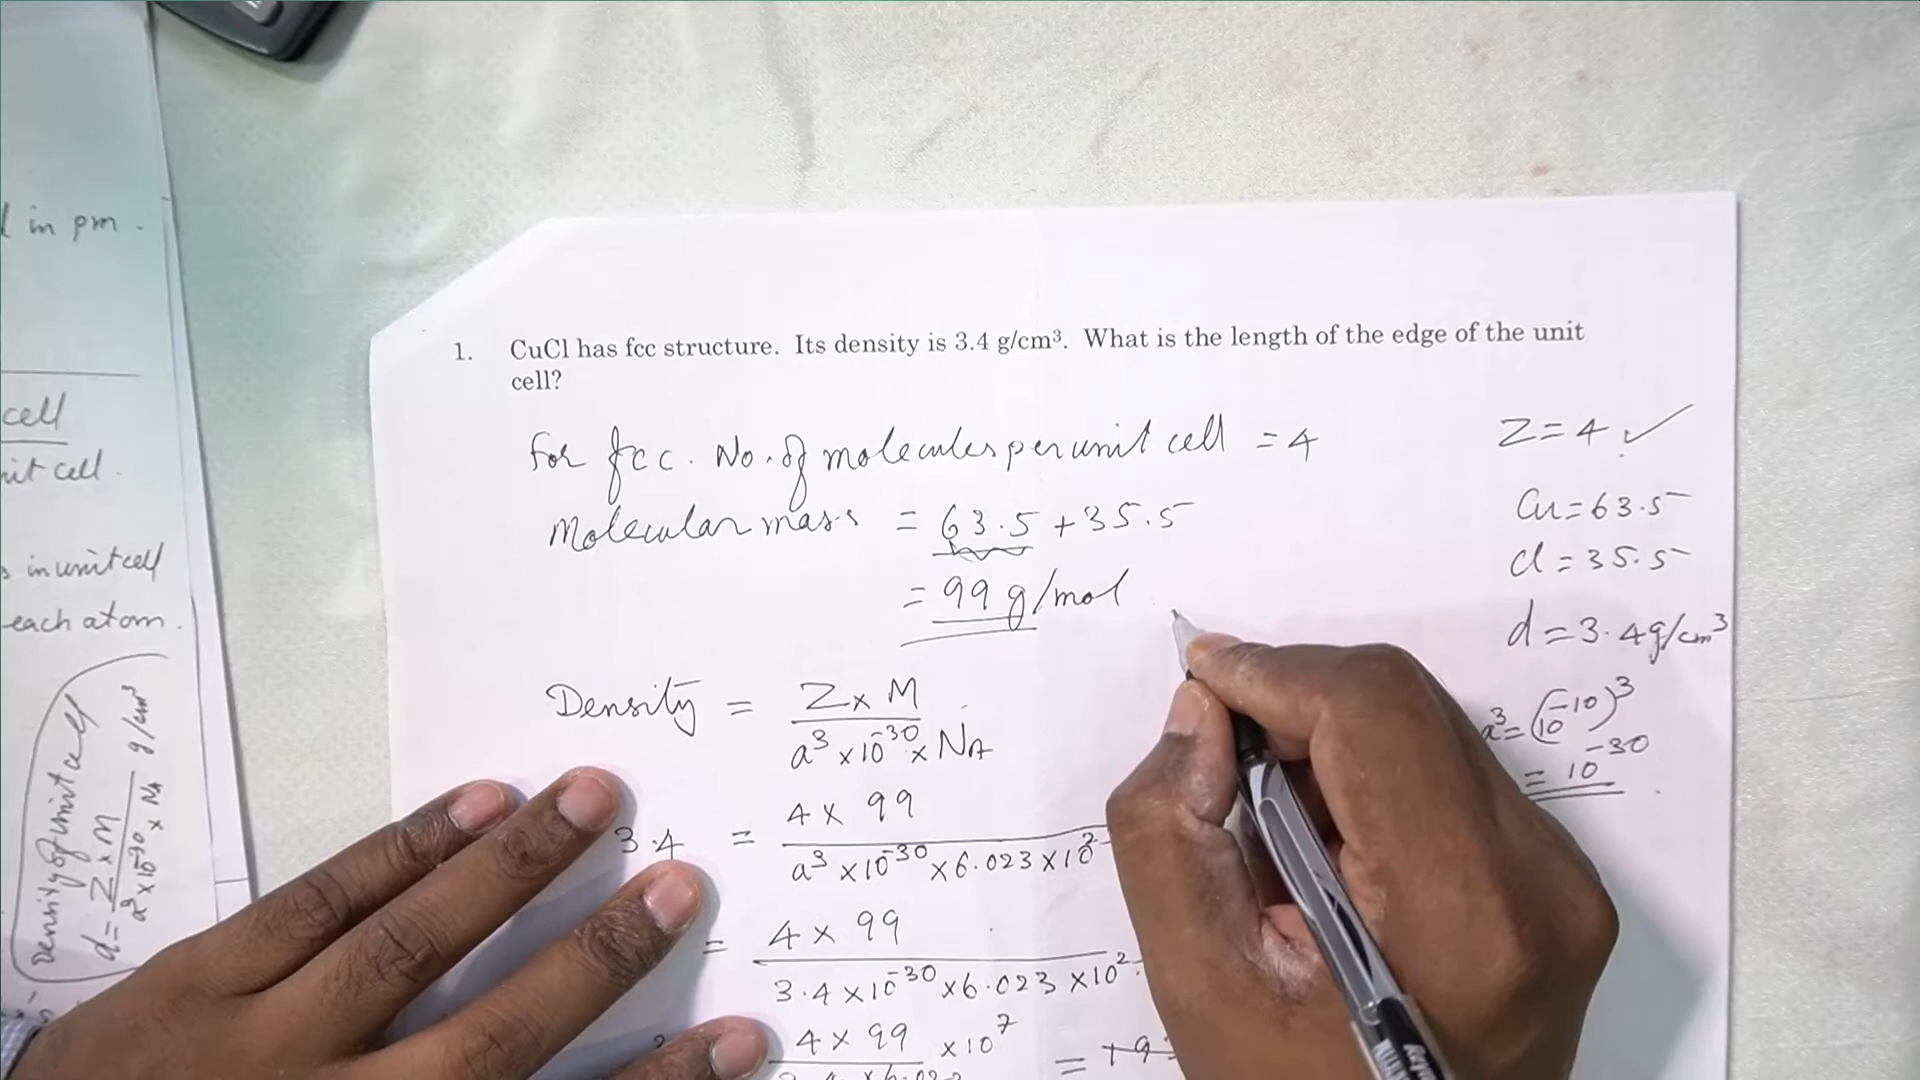 l in pm.
cell
nit cell.
s in unit cell
each atom.
Density of unit cell
d = Z × M
a³ × 10⁻³⁰ × NA g/cm³
1. CuCl has fcc structure. Its density is 3.4 g/cm³. What is the length of the edge of the unit
cell?
For fcc. No. of molecules per unit cell = 4
Molecular mass = 63.5 + 35.5
= 99 g/mol
Density = Z × M
a³ × 10⁻³⁰ × NA
3.4 = 4 × 99
a³ × 10⁻³⁰ × 6.023 × 10²
= 4 × 99
3.4 × 10⁻³⁰ × 6.023 × 10²
4 × 99 × 10⁷ =
Z = 4 ✓
Cu = 63.5
Cl = 35.5
d = 3.4 g/cm³
a³ = (10⁻¹⁰)³
= 10⁻³⁰